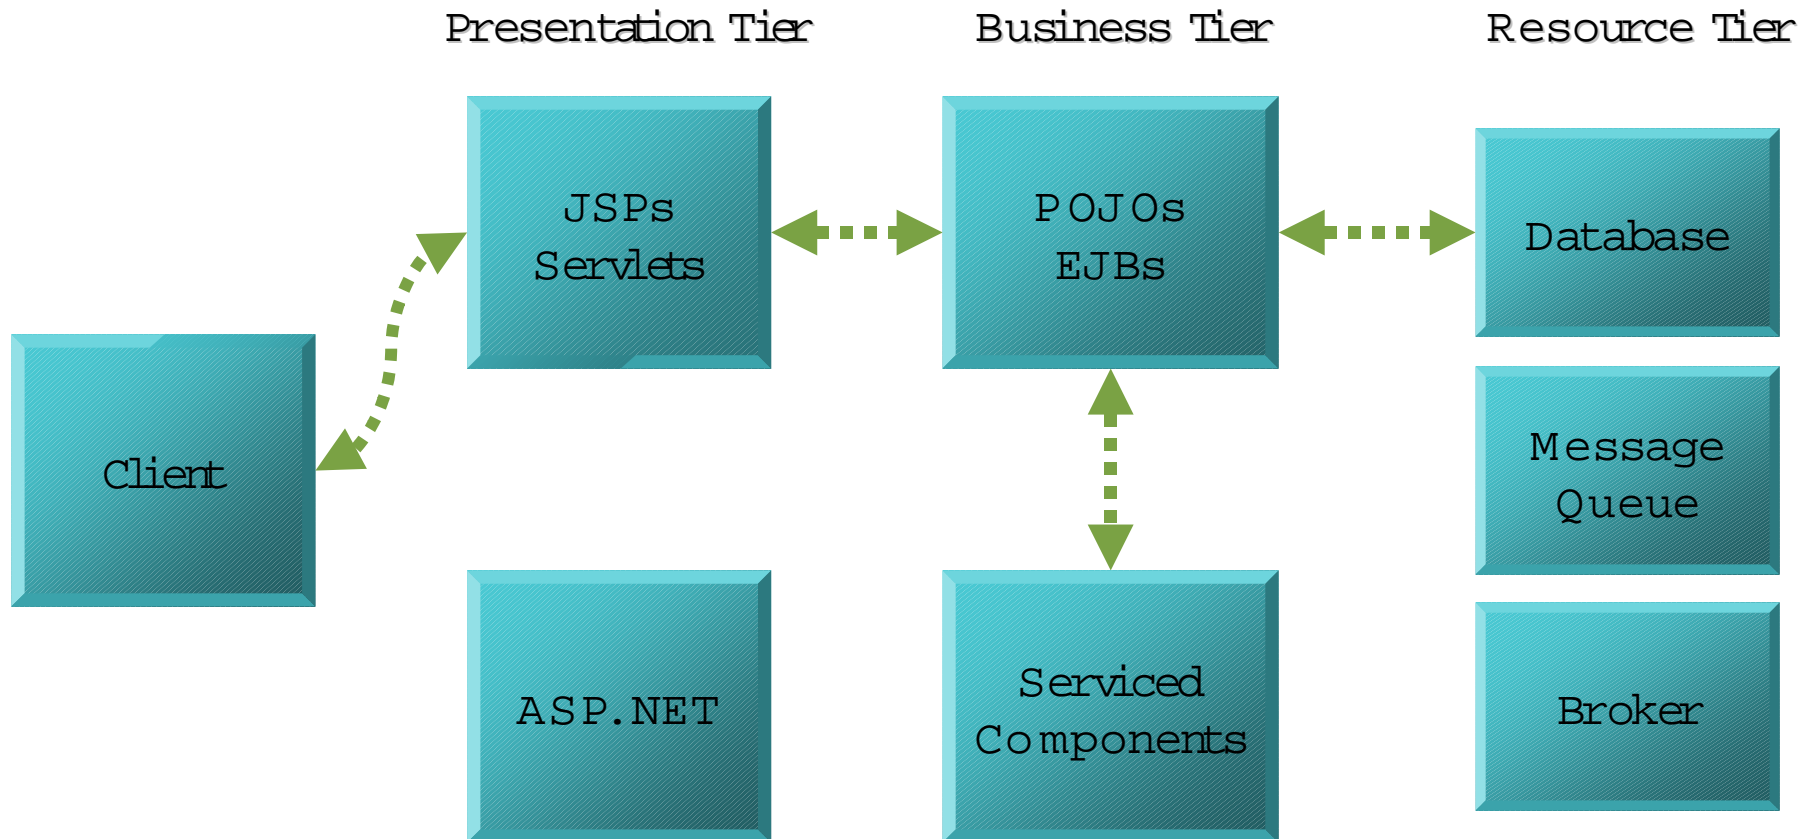 Presentation Tier
Business Tier
Resource Tier
JSPs
Servlets
POJOs
EJBs
Database
Client
Message
Queue
ASP.NET
Serviced
Components
Broker